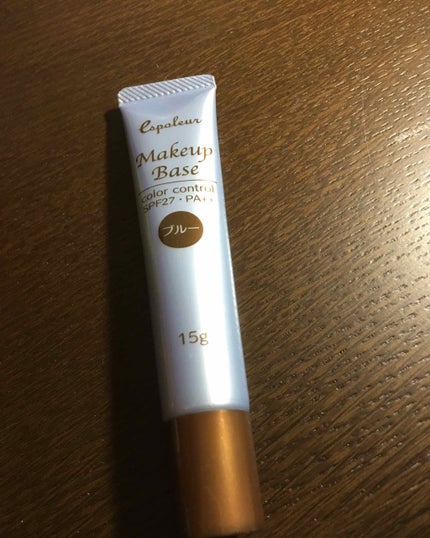 espoleur
Makeup
Base
color control
SPF27・PA++
ブルー
15g